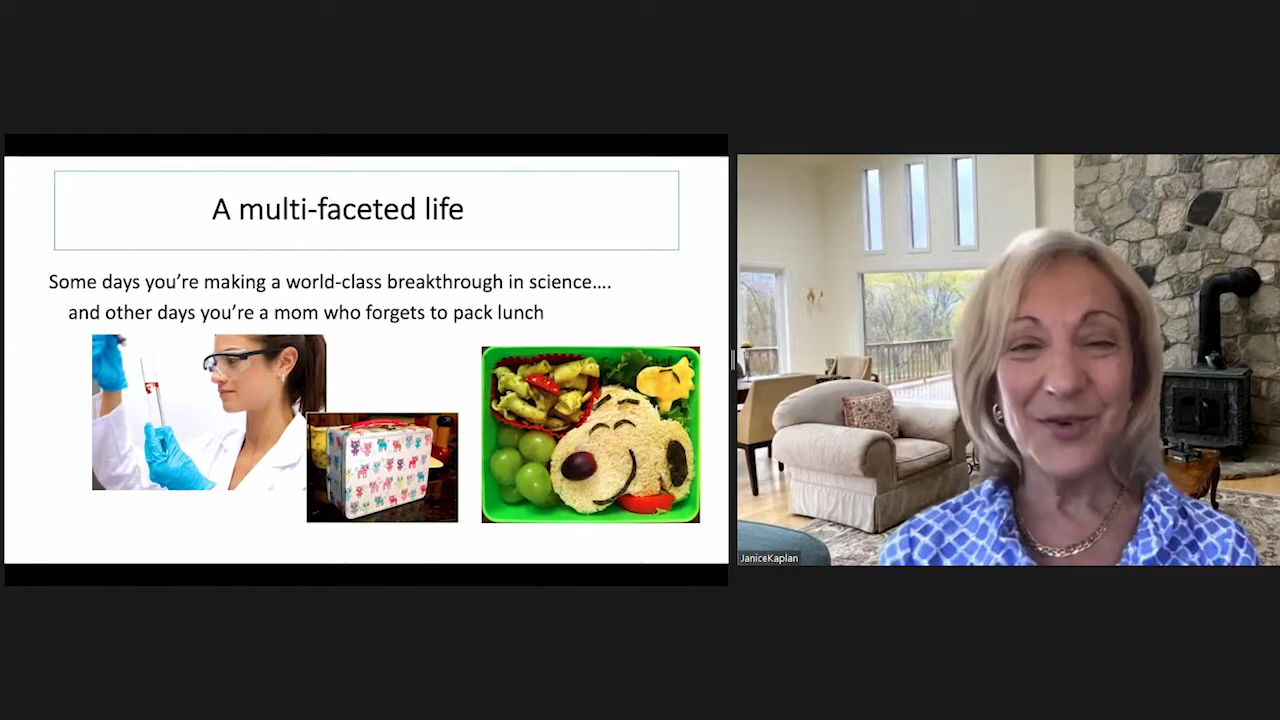 A multi-faceted life
Some days you’re making a world-class breakthrough in science….
and other days you’re a mom who forgets to pack lunch
JaniceKaplan